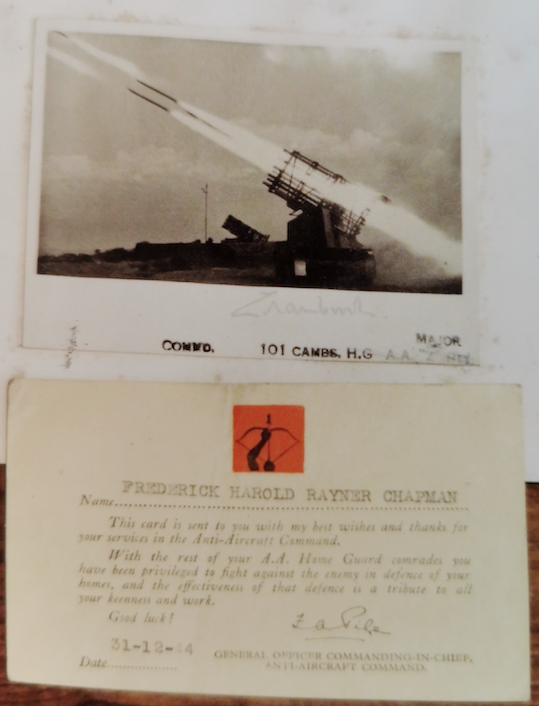 MAJOR
COMMD. 101 CAMBS. H.G A.A. "Z" BTY
FREDERICK HAROLD RAYNER CHAPMAN
Name
This card is sent to you with my best wishes and thanks for
your services in the Anti-Aircraft Command.
With the rest of your A.A. Home Guard comrades you
have been privileged to fight against the enemy in defence of your
homes, and the effectiveness of that defence is a tribute to all
your keenness and work.
Good luck!
F A Pile
31-12-44
Date
GENERAL OFFICER COMMANDING-IN-CHIEF,
ANTI-AIRCRAFT COMMAND.